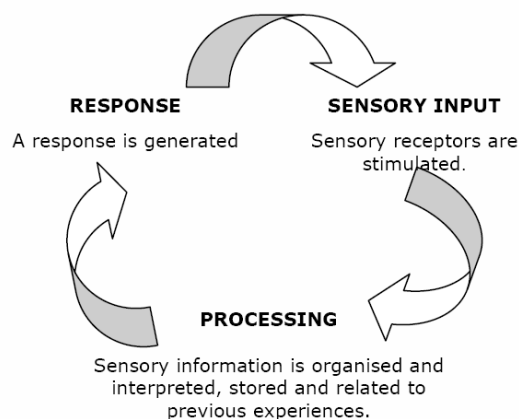 RESPONSE
A response is generated
SENSORY INPUT
Sensory receptors are
stimulated.
PROCESSING
Sensory information is organised and
interpreted, stored and related to
previous experiences.